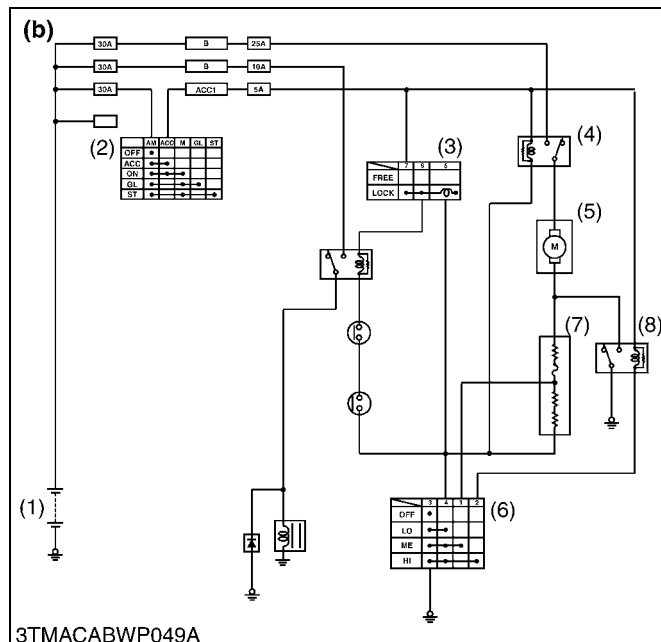 (b)
30A B 25A
30A B 10A
30A ACC1 5A
(2)
AM ACC M GL ST
OFF
ACC
ON
GL
ST
(3)
7 6 5
FREE
LOCK
(4)
(5)
M
(7)
(8)
(1)
(6)
3 4 1 2
OFF
LO
ME
HI
3TMACABWP049A